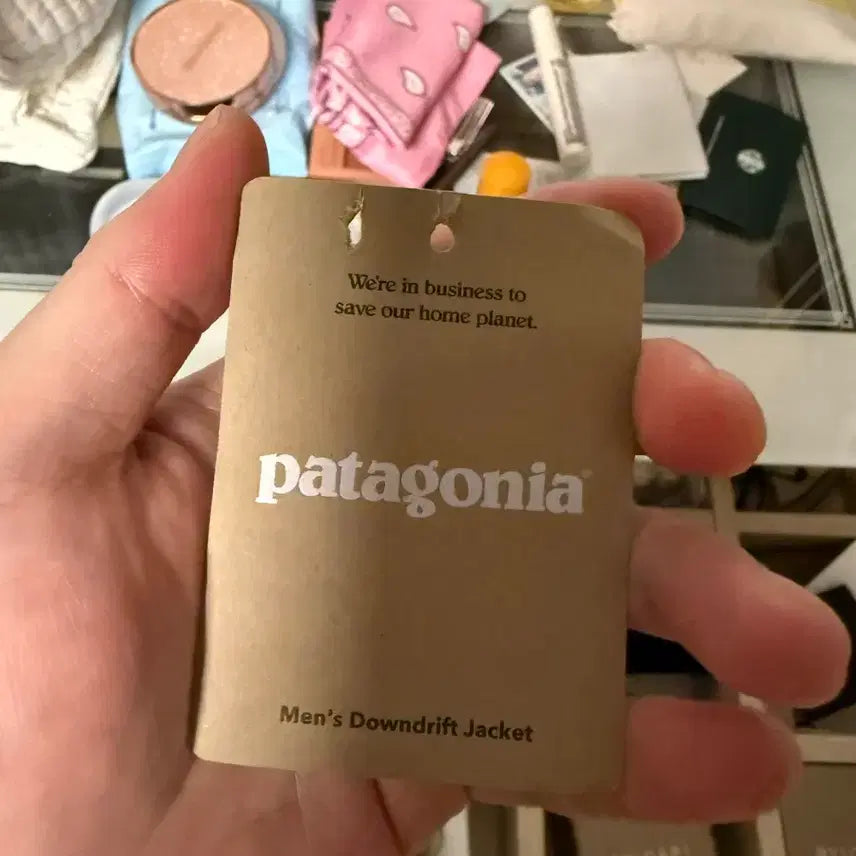 We're in business to
save our home planet.
patagonia
Men's Downdrift Jacket